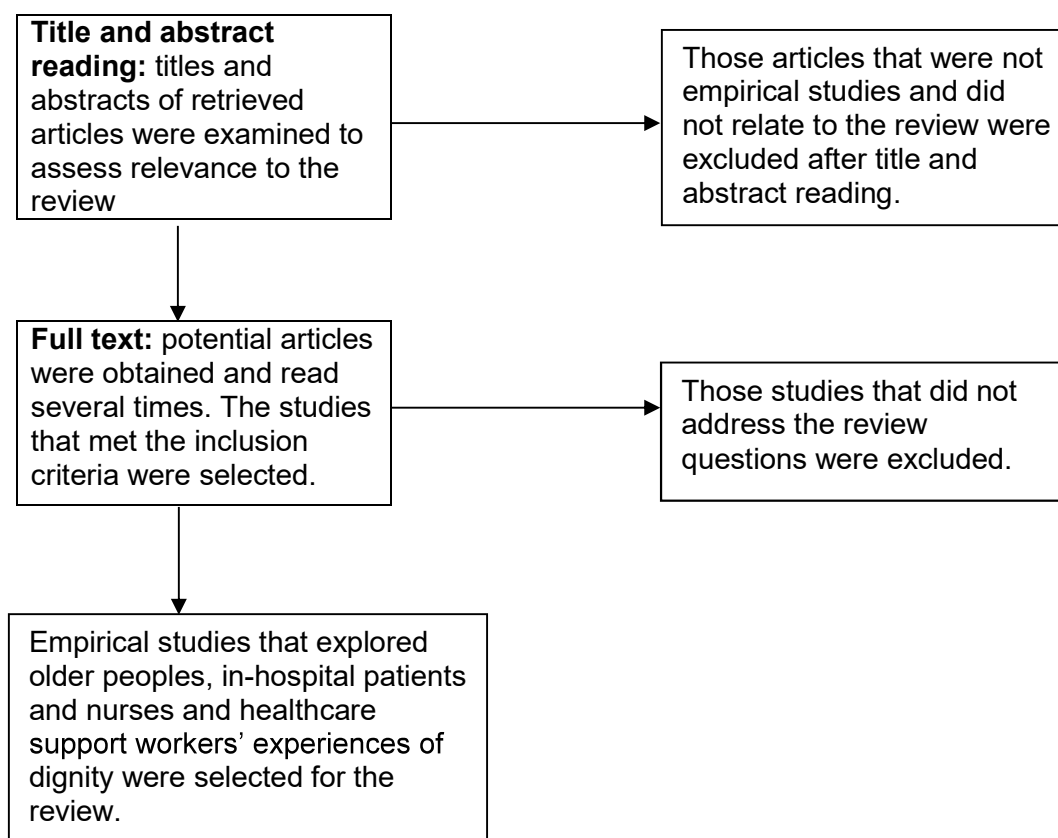 Title and abstract
reading: titles and
abstracts of retrieved
articles were examined to
assess relevance to the
review
Those articles that were not
empirical studies and did
not relate to the review were
excluded after title and
abstract reading.
Full text: potential articles
were obtained and read
several times. The studies
that met the inclusion
criteria were selected.
Those studies that did not
address the review
questions were excluded.
Empirical studies that explored
older peoples, in-hospital patients
and nurses and healthcare
support workers’ experiences of
dignity were selected for the
review.